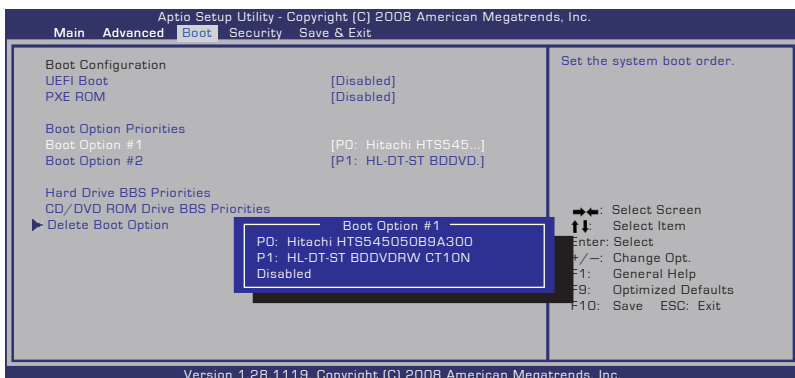 Aptio Setup Utility - Copyright (C) 2008 American Megatrends, Inc.
Main Advanced Boot Security Save & Exit
Boot Configuration
UEFI Boot [Disabled]
PXE ROM [Disabled]
Boot Option Priorities
Boot Option #1 [P0: Hitachi HTS545...]
Boot Option #2 [P1: HL-DT-ST BDDVD.]
Hard Drive BBS Priorities
CD/DVD ROM Drive BBS Priorities
Delete Boot Option
Boot Option #1
P0: Hitachi HTS545050B9A300
P1: HL-DT-ST BDDVDRW CT10N
Disabled
Set the system boot order.
→←: Select Screen
↑↓: Select Item
Enter: Select
+/—: Change Opt.
F1: General Help
F9: Optimized Defaults
F10: Save ESC: Exit
Version 1.28.1119. Copyright (C) 2008 American Megatrends, Inc.